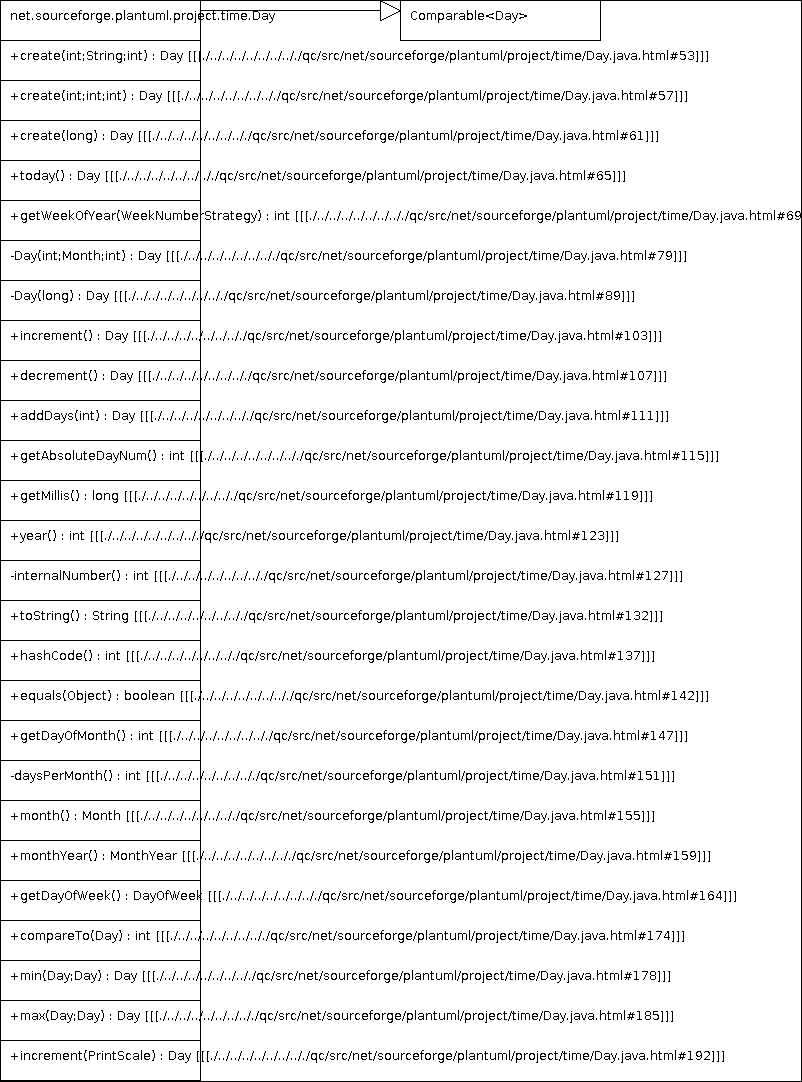 net.sourceforge.plantuml.project.time.Day
Comparable<Day>
+create(int;String;int) : Day [[[./../../../../../../../../qc/src/net/sourceforge/plantuml/project/time/Day.java.html#53]]]
+create(int;int;int) : Day [[[./../../../../../../../../qc/src/net/sourceforge/plantuml/project/time/Day.java.html#57]]]
+create(long) : Day [[[./../../../../../../../../qc/src/net/sourceforge/plantuml/project/time/Day.java.html#61]]]
+today() : Day [[[./../../../../../../../../qc/src/net/sourceforge/plantuml/project/time/Day.java.html#65]]]
+getWeekOfYear(WeekNumberStrategy) : int [[[./../../../../../../../../qc/src/net/sourceforge/plantuml/project/time/Day.java.html#69
-Day(int;Month;int) : Day [[[./../../../../../../../../qc/src/net/sourceforge/plantuml/project/time/Day.java.html#79]]]
-Day(long) : Day [[[./../../../../../../../../qc/src/net/sourceforge/plantuml/project/time/Day.java.html#89]]]
+increment() : Day [[[./../../../../../../../../qc/src/net/sourceforge/plantuml/project/time/Day.java.html#103]]]
+decrement() : Day [[[./../../../../../../../../qc/src/net/sourceforge/plantuml/project/time/Day.java.html#107]]]
+addDays(int) : Day [[[./../../../../../../../../qc/src/net/sourceforge/plantuml/project/time/Day.java.html#111]]]
+getAbsoluteDayNum() : int [[[./../../../../../../../../qc/src/net/sourceforge/plantuml/project/time/Day.java.html#115]]]
+getMillis() : long [[[./../../../../../../../../qc/src/net/sourceforge/plantuml/project/time/Day.java.html#119]]]
+year() : int [[[./../../../../../../../../qc/src/net/sourceforge/plantuml/project/time/Day.java.html#123]]]
-internalNumber() : int [[[./../../../../../../../../qc/src/net/sourceforge/plantuml/project/time/Day.java.html#127]]]
+toString() : String [[[./../../../../../../../../qc/src/net/sourceforge/plantuml/project/time/Day.java.html#132]]]
+hashCode() : int [[[./../../../../../../../../qc/src/net/sourceforge/plantuml/project/time/Day.java.html#137]]]
+equals(Object) : boolean [[[./../../../../../../../../qc/src/net/sourceforge/plantuml/project/time/Day.java.html#142]]]
+getDayOfMonth() : int [[[./../../../../../../../../qc/src/net/sourceforge/plantuml/project/time/Day.java.html#147]]]
-daysPerMonth() : int [[[./../../../../../../../../qc/src/net/sourceforge/plantuml/project/time/Day.java.html#151]]]
+month() : Month [[[./../../../../../../../../qc/src/net/sourceforge/plantuml/project/time/Day.java.html#155]]]
+monthYear() : MonthYear [[[./../../../../../../../../qc/src/net/sourceforge/plantuml/project/time/Day.java.html#159]]]
+getDayOfWeek() : DayOfWeek [[[./../../../../../../../../qc/src/net/sourceforge/plantuml/project/time/Day.java.html#164]]]
+compareTo(Day) : int [[[./../../../../../../../../qc/src/net/sourceforge/plantuml/project/time/Day.java.html#174]]]
+min(Day;Day) : Day [[[./../../../../../../../../qc/src/net/sourceforge/plantuml/project/time/Day.java.html#178]]]
+max(Day;Day) : Day [[[./../../../../../../../../qc/src/net/sourceforge/plantuml/project/time/Day.java.html#185]]]
+increment(PrintScale) : Day [[[./../../../../../../../../qc/src/net/sourceforge/plantuml/project/time/Day.java.html#192]]]